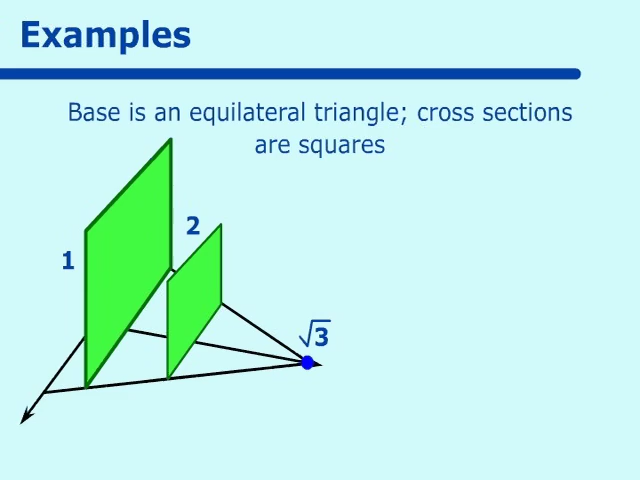 Examples
Base is an equilateral triangle; cross sections
are squares
2
1
√3